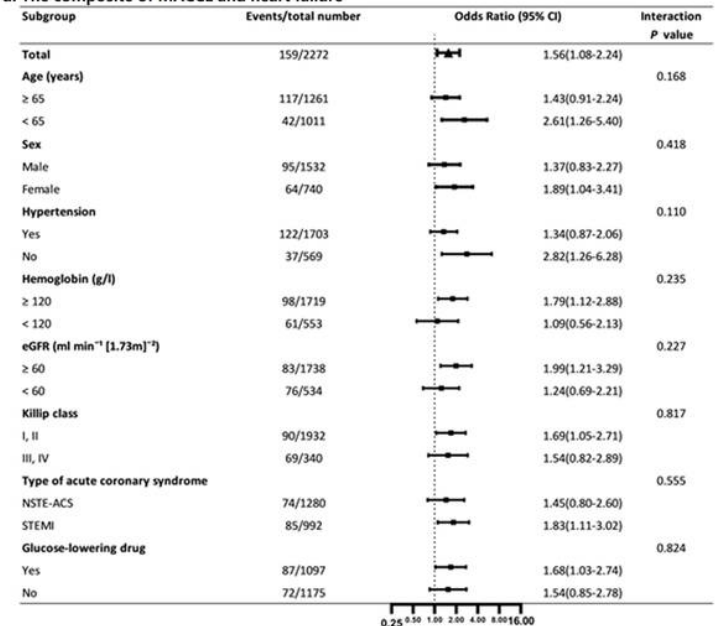 a. The composite of MACCE and heart failure
Subgroup Events/total number Odds Ratio (95% CI) Interaction
P value
Total 159/2272 1.56(1.08-2.24)
Age (years) 0.168
≥ 65 117/1261 1.43(0.91-2.24)
< 65 42/1011 2.61(1.26-5.40)
Sex 0.418
Male 95/1532 1.37(0.83-2.27)
Female 64/740 1.89(1.04-3.41)
Hypertension 0.110
Yes 122/1703 1.34(0.87-2.06)
No 37/569 2.82(1.26-6.28)
Hemoglobin (g/l) 0.235
≥ 120 98/1719 1.79(1.12-2.88)
< 120 61/553 1.09(0.56-2.13)
eGFR (ml min⁻¹ [1.73m]⁻²) 0.227
≥ 60 83/1738 1.99(1.21-3.29)
< 60 76/534 1.24(0.69-2.21)
Killip class 0.817
I, II 90/1932 1.69(1.05-2.71)
III, IV 69/340 1.54(0.82-2.89)
Type of acute coronary syndrome 0.555
NSTE-ACS 74/1280 1.45(0.80-2.60)
STEMI 85/992 1.83(1.11-3.02)
Glucose-lowering drug 0.824
Yes 87/1097 1.68(1.03-2.74)
No 72/1175 1.54(0.85-2.78)
0.25 0.50 1.00 2.00 4.00 8.00 16.00